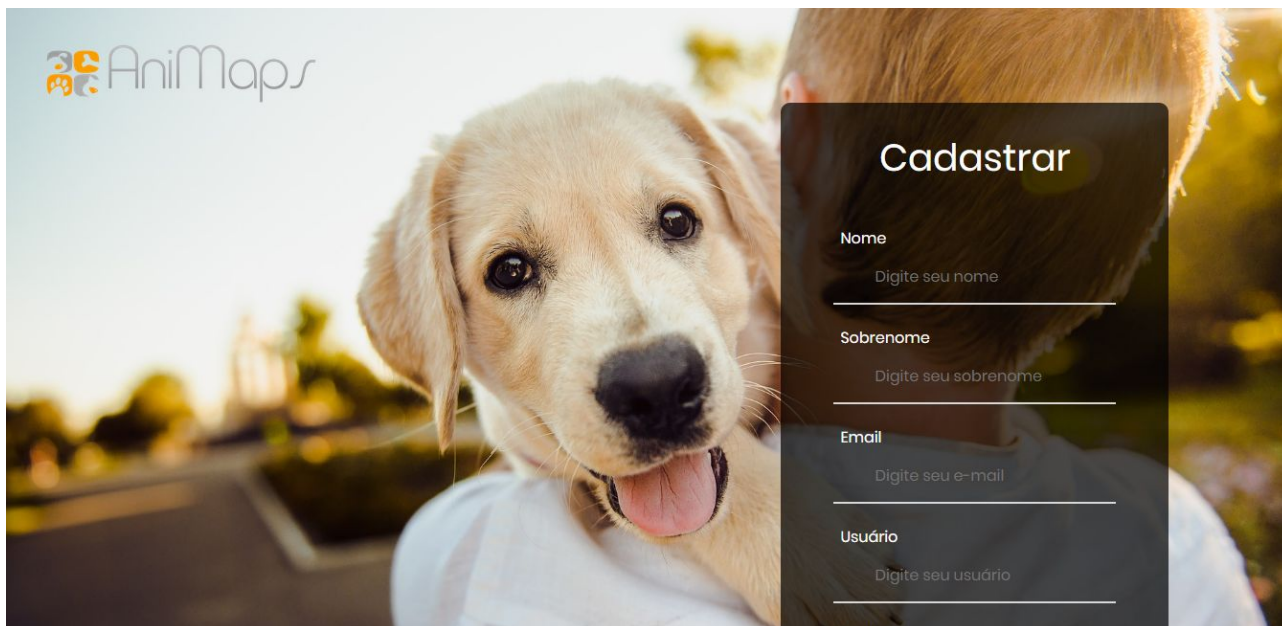 AniMaps
Cadastrar
Nome
Digite seu nome
Sobrenome
Digite seu sobrenome
Email
Digite seu e-mail
Usuário
Digite seu usuário